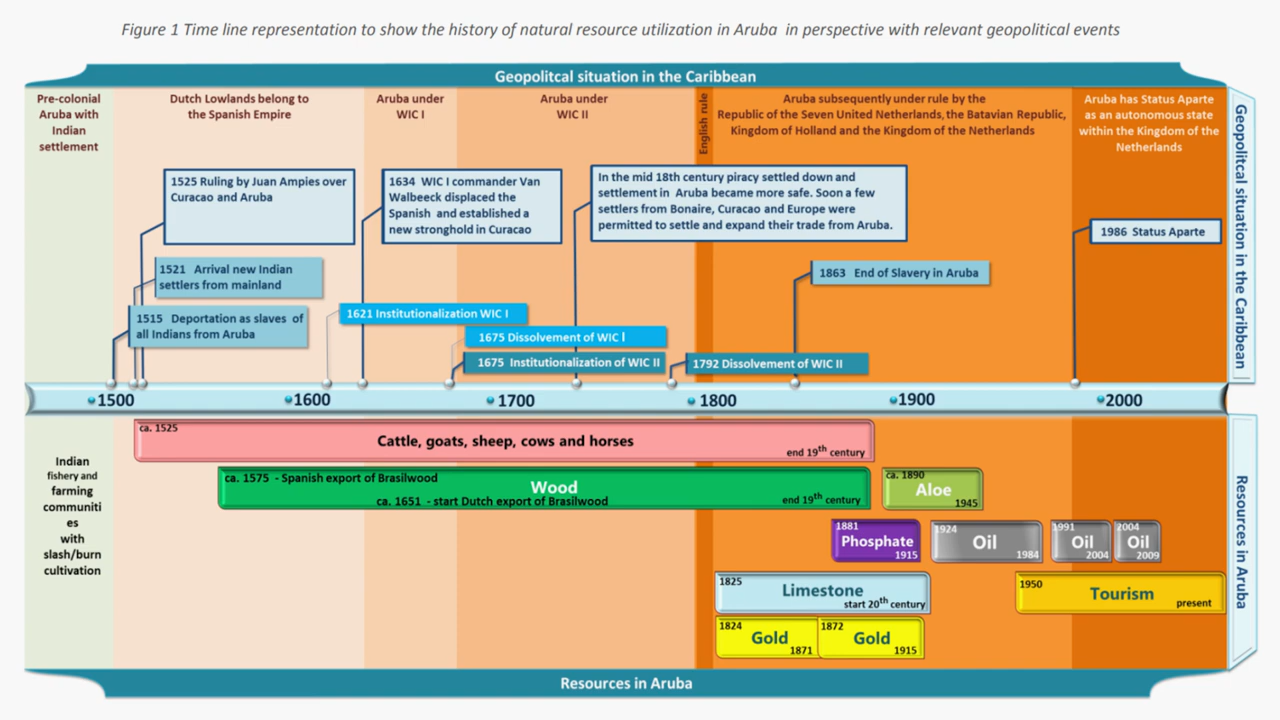 Figure 1 Time line representation to show the history of natural resource utilization in Aruba in perspective with relevant geopolitical events
Geopolitcal situation in the Caribbean
Pre-colonial
Aruba with
Indian
settlement
Dutch Lowlands belong to
the Spanish Empire
Aruba under
WIC I
Aruba under
WIC II
English rule
Aruba subsequently under rule by the
Republic of the Seven United Netherlands, the Batavian Republic,
Kingdom of Holland and the Kingdom of the Netherlands
Aruba has Status Aparte
as an autonomous state
within the Kingdom of the
Netherlands
Geopolitcal situation in the Caribbean
1525 Ruling by Juan Ampies over
Curacao and Aruba
1634 WIC I commander Van
Walbeeck displaced the
Spanish and established a
new stronghold in Curacao
In the mid 18th century piracy settled down and
settlement in Aruba became more safe. Soon a few
settlers from Bonaire, Curacao and Europe were
permitted to settle and expand their trade from Aruba.
1986 Status Aparte
1521 Arrival new Indian
settlers from mainland
1863 End of Slavery in Aruba
1515 Deportation as slaves of
all Indians from Aruba
1621 Institutionalization WIC I
1675 Dissolvement of WIC I
1675 Institutionalization of WIC II
1792 Dissolvement of WIC II
1500
1600
1700
1800
1900
2000
Indian
fishery and
farming
communiti
es
with
slash/burn
cultivation
ca. 1525
Cattle, goats, sheep, cows and horses
end 19th century
ca. 1575 - Spanish export of Brasilwood
Wood
ca. 1651 - start Dutch export of Brasilwood
end 19th century
ca. 1890
Aloe
1945
1881
Phosphate
1915
1924
Oil
1984
1991
Oil
2004
2004
Oil
2009
1825
Limestone
start 20th century
1950
Tourism
present
1824
Gold
1871
1872
Gold
1915
Resources in Aruba
Resources in Aruba